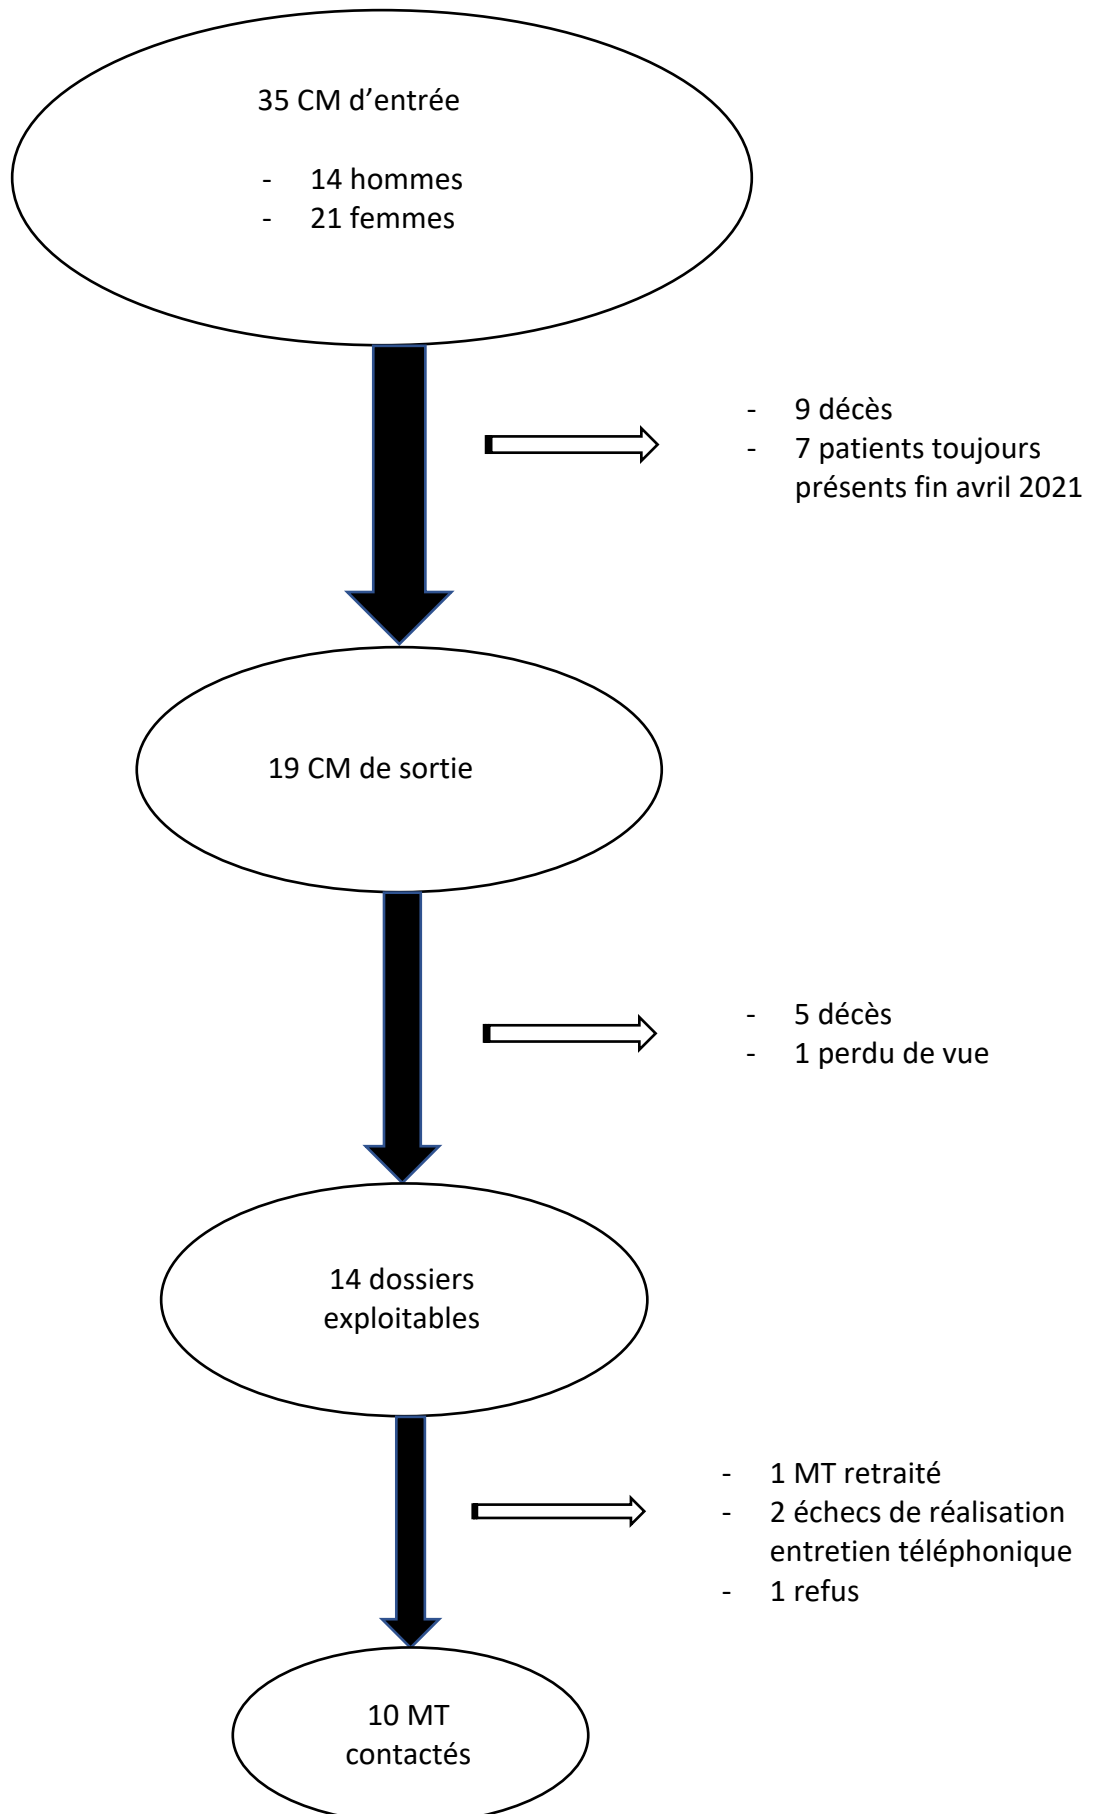 35 CM d’entrée
- 14 hommes
- 21 femmes
- 9 décès
- 7 patients toujours
présents fin avril 2021
19 CM de sortie
- 5 décès
- 1 perdu de vue
14 dossiers
exploitables
- 1 MT retraité
- 2 échecs de réalisation
entretien téléphonique
- 1 refus
10 MT
contactés